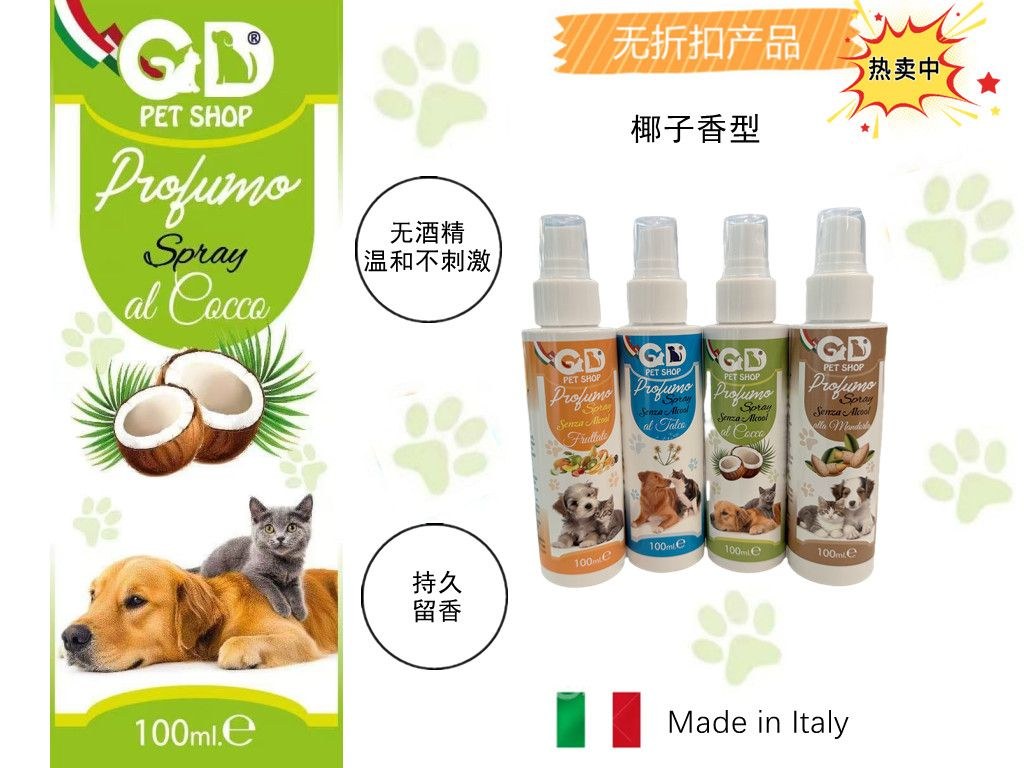 GD®
PET SHOP
Profumo
Spray
al Cocco
100ml.e
无酒精
温和不刺激
持久
留香
无折扣产品
热卖中
椰子香型
GD
PET SHOP
Profumo
Spray
Senza Alcool
Fruttato
100ml.e
GD
PET SHOP
Profumo
Spray
Senza Alcool
al Talco
100ml.e
GD
PET SHOP
Profumo
Spray
Senza Alcool
al Cocco
100ml.e
GD
PET SHOP
Profumo
Spray
Senza Alcool
alla Mandorla
100ml.e
Made in Italy